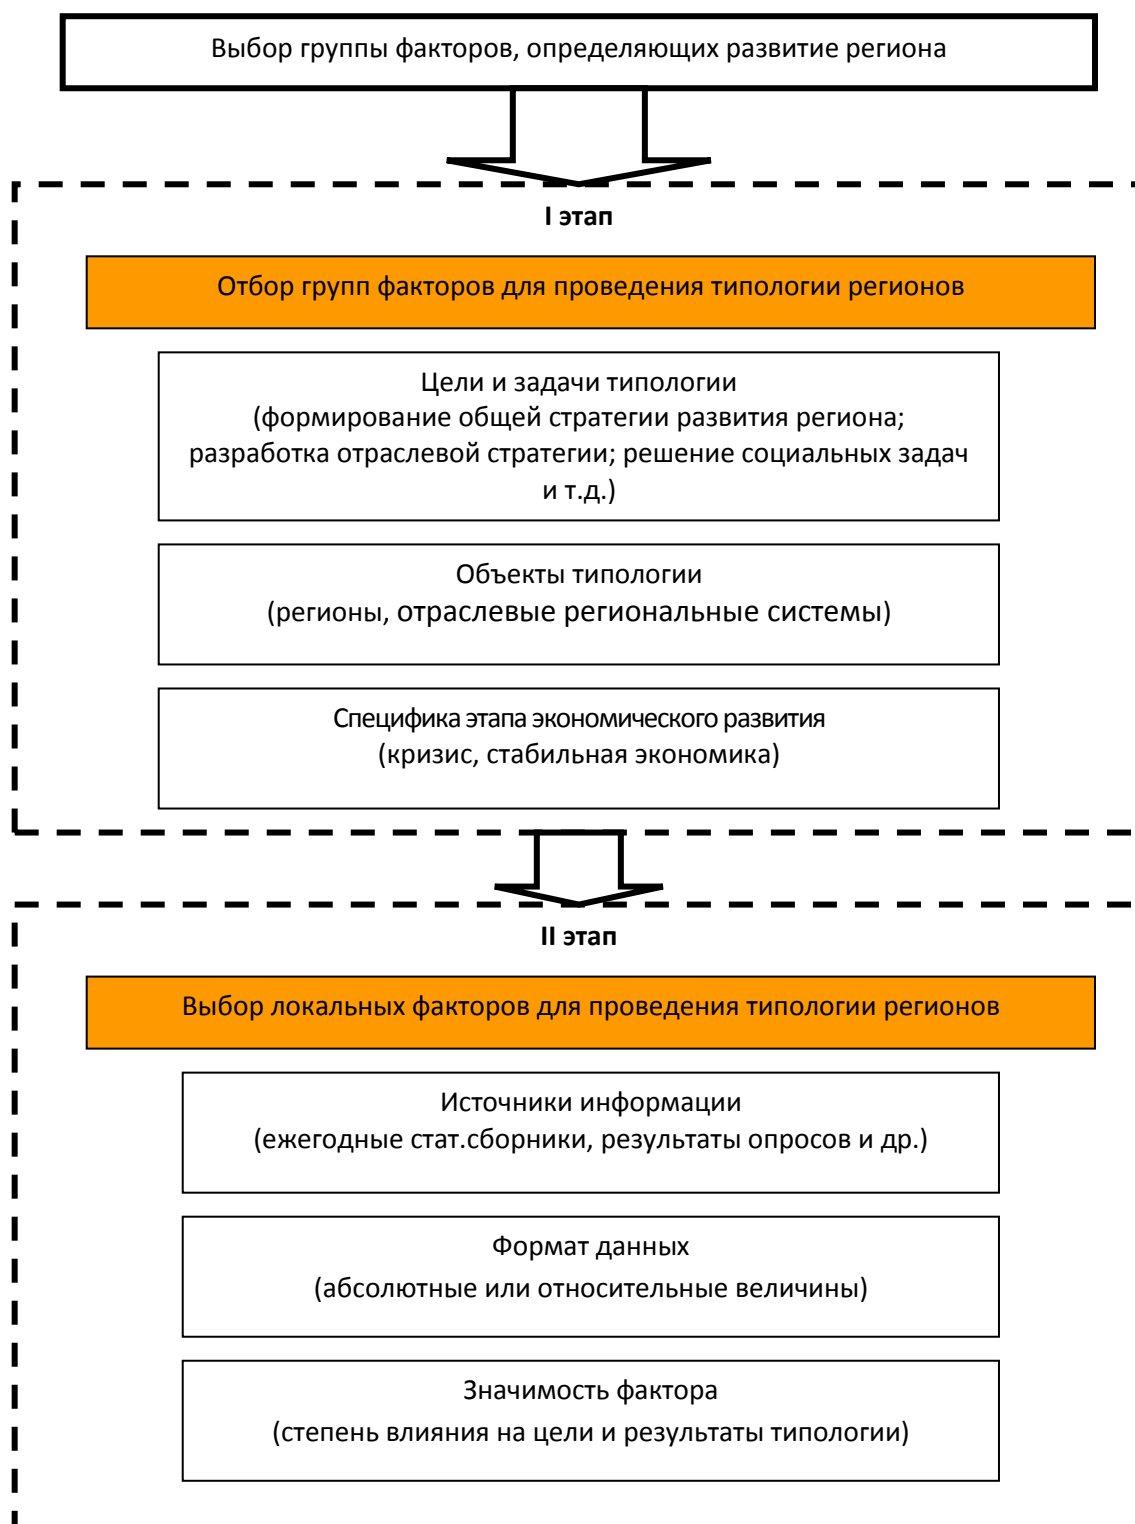 Выбор группы факторов, определяющих развитие региона
I этап
Отбор групп факторов для проведения типологии регионов
Цели и задачи типологии
(формирование общей стратегии развития региона;
разработка отраслевой стратегии; решение социальных задач
и т.д.)
Объекты типологии
(регионы, отраслевые региональные системы)
Специфика этапа экономического развития
(кризис, стабильная экономика)
II этап
Выбор локальных факторов для проведения типологии регионов
Источники информации
(ежегодные стат.сборники, результаты опросов и др.)
Формат данных
(абсолютные или относительные величины)
Значимость фактора
(степень влияния на цели и результаты типологии)